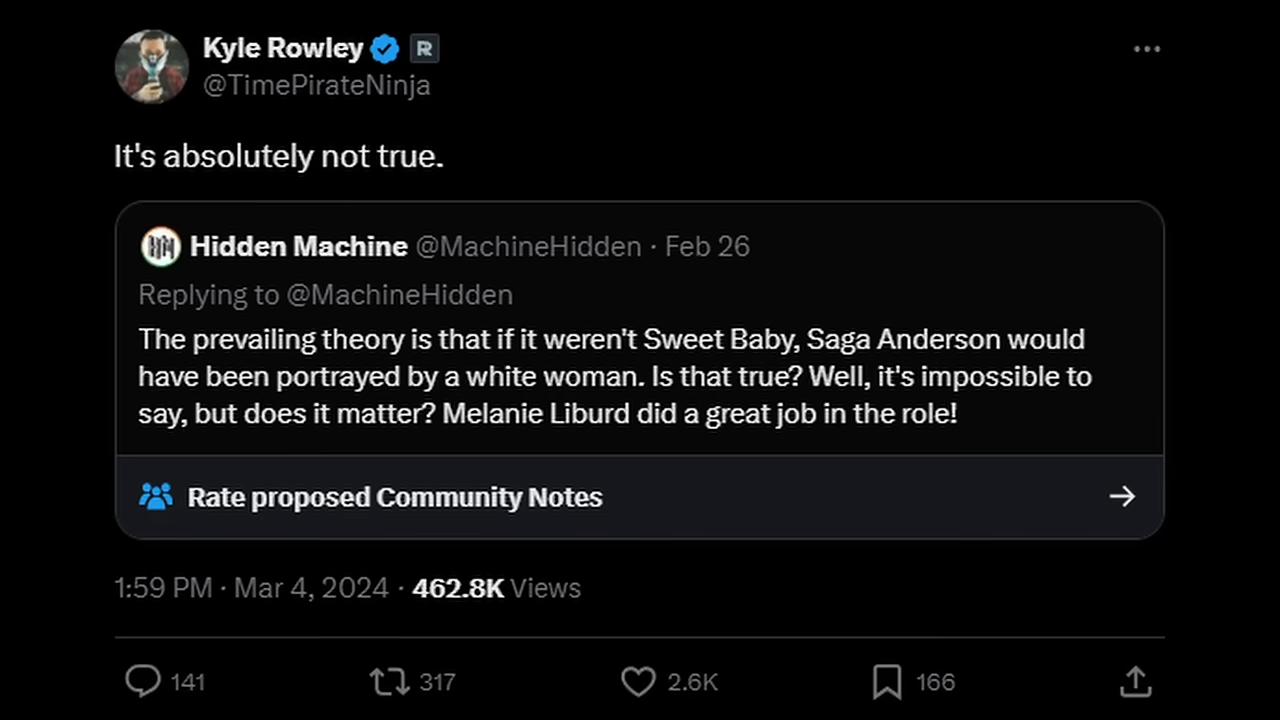 Kyle Rowley R
@TimePirateNinja
It's absolutely not true.
Hidden Machine @MachineHidden · Feb 26
Replying to @MachineHidden
The prevailing theory is that if it weren't Sweet Baby, Saga Anderson would
have been portrayed by a white woman. Is that true? Well, it's impossible to
say, but does it matter? Melanie Liburd did a great job in the role!
Rate proposed Community Notes
1:59 PM · Mar 4, 2024 · 462.8K Views
141 317 2.6K 166